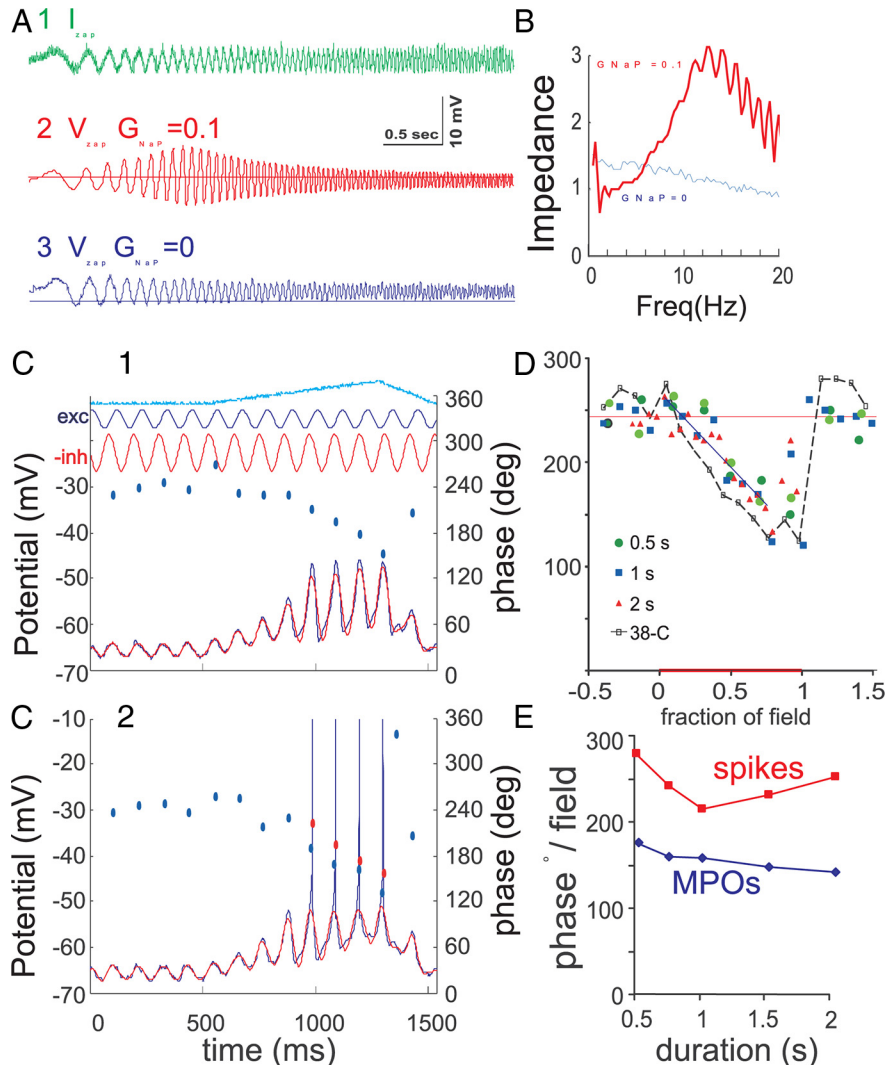 A
1 I zap
2 V zap G NaP =0.1
0.5 sec
10 mV
3 V zap G NaP =0
B
Impedance
3
2
1
0
GNaP =0.1
GNaP=0
0 10 20
Freq(Hz)
C 1
exc
-inh
Potential (mV)
-30
-40
-50
-60
-70
360
300
240
180
120
60
0
phase (deg)
D
300
250
200
100
0.5 s
1 s
2 s
38-C
-0.5 0 0.5 1 1.5
fraction of field
C 2
Potential (mV)
-10
-20
-30
-40
-50
-60
-70
360
300
240
180
120
60
0
phase (deg)
0 500 1000 1500
time (ms)
E
phase °/ field
300
250
200
150
100
0
spikes
MPOs
0.5 1 1.5 2
duration (s)